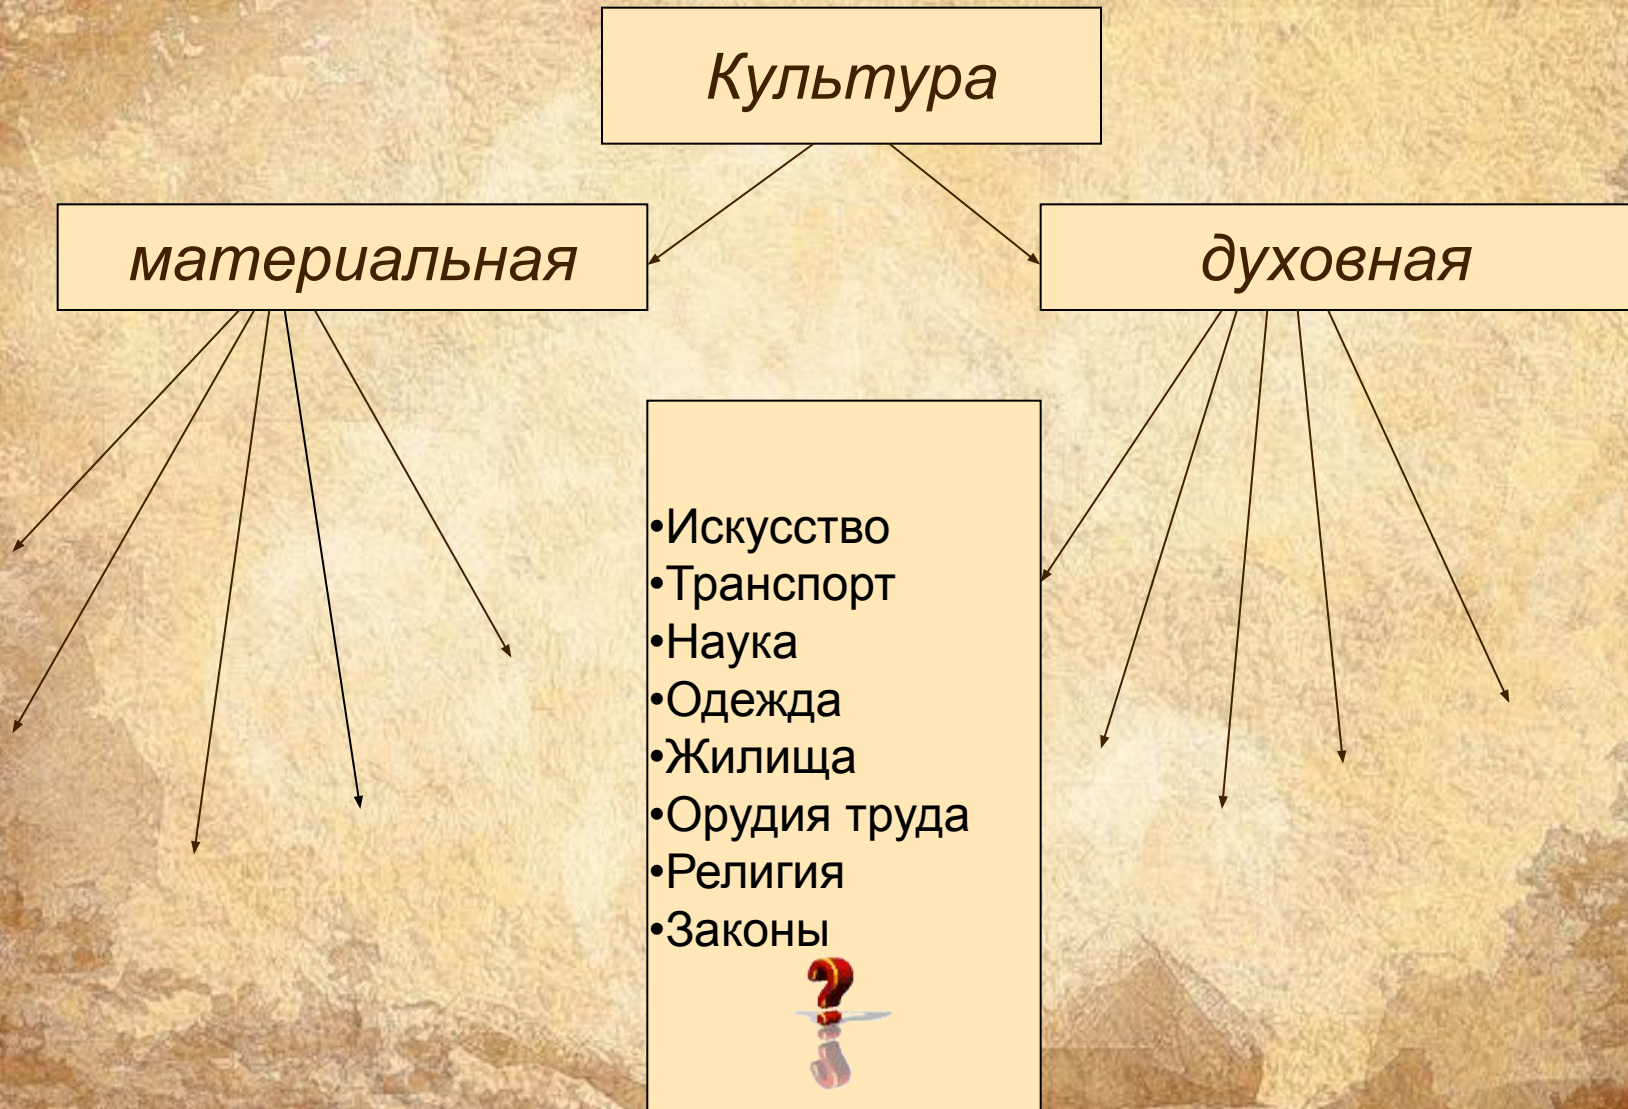 Культура
материальная
духовная
•Искусство
•Транспорт
•Наука
•Одежда
•Жилища
•Орудия труда
•Религия
•Законы
?